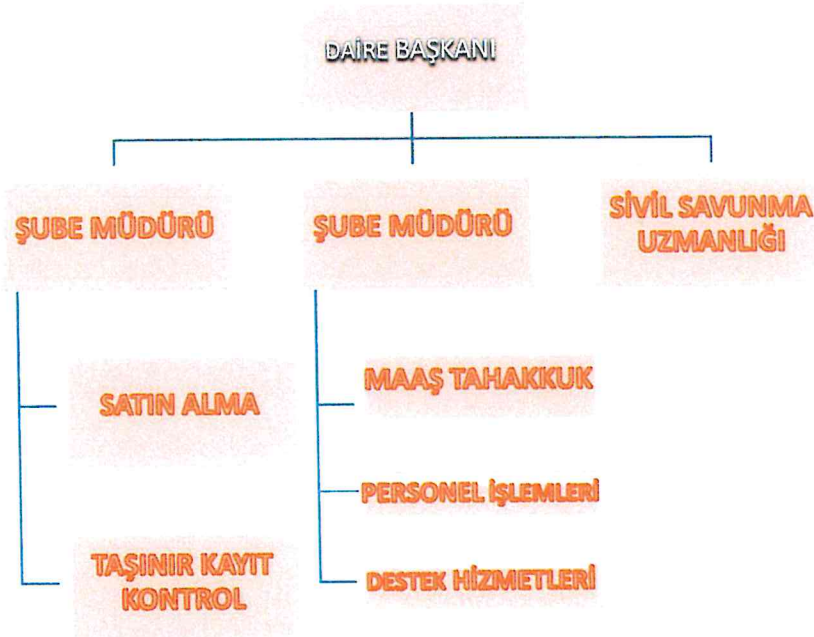 DAİRE BAŞKANI
ŞUBE MÜDÜRÜ
ŞUBE MÜDÜRÜ
SİVİL SAVUNMA
UZMANLIĞI
SATIN ALMA
TAŞINIR KAYIT
KONTROL
MAAŞ TAHAKKUK
PERSONEL İŞLEMLERİ
DESTEK HİZMETLERİ